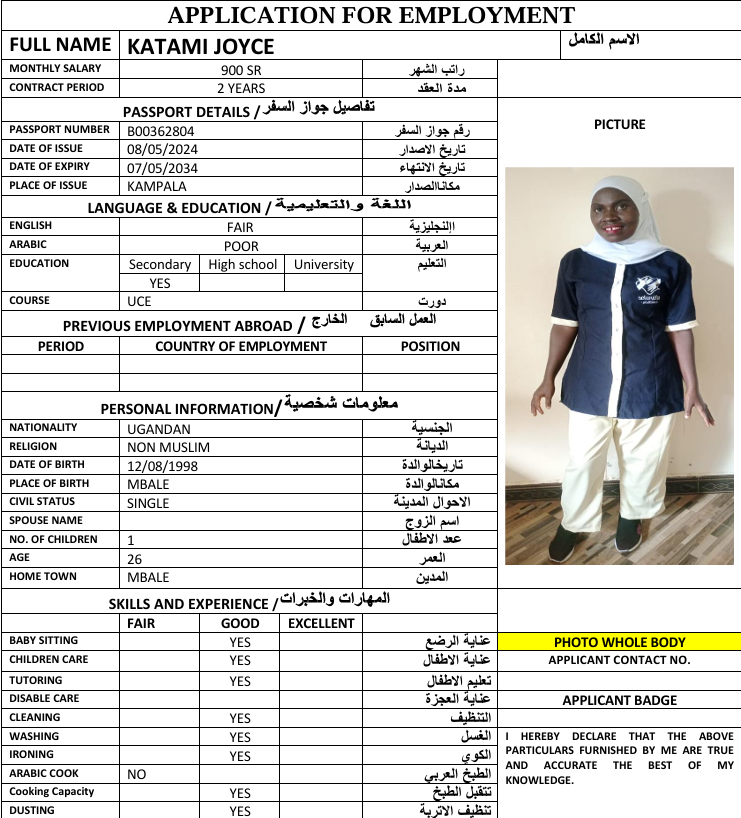 APPLICATION FOR EMPLOYMENT
FULL NAME KATAMI JOYCE الاسم الكامل
MONTHLY SALARY 900 SR راتب الشهر
CONTRACT PERIOD 2 YEARS مدة العقد
PASSPORT DETAILS / تفاصيل جواز السفر
PICTURE
PASSPORT NUMBER B00362804 رقم جواز السفر
DATE OF ISSUE 08/05/2024 تاريخ الاصدار
DATE OF EXPIRY 07/05/2034 تاريخ الانتهاء
PLACE OF ISSUE KAMPALA مكاناالصدار
LANGUAGE & EDUCATION / اللغة والتعليمية
ENGLISH FAIR اإلنجليزية
ARABIC POOR العربية
EDUCATION Secondary High school University التعليم
YES
COURSE UCE دورت
PREVIOUS EMPLOYMENT ABROAD / العمل السابق الخارج
PERIOD COUNTRY OF EMPLOYMENT POSITION
PERSONAL INFORMATION/ معلومات شخصية
NATIONALITY UGANDAN الجنسية
RELIGION NON MUSLIM الديانة
DATE OF BIRTH 12/08/1998 تاريخالوالدة
PLACE OF BIRTH MBALE مكانالوالدة
CIVIL STATUS SINGLE الاحوال المدينة
SPOUSE NAME اسم الزوج
NO. OF CHILDREN 1 عدد الاطفال
AGE 26 العمر
HOME TOWN MBALE المدين
SKILLS AND EXPERIENCE / المهارات والخبرات
FAIR GOOD EXCELLENT
BABY SITTING YES عناية الرضع
PHOTO WHOLE BODY
CHILDREN CARE YES عناية الاطفال
APPLICANT CONTACT NO.
TUTORING YES تعليم الاطفال
DISABLE CARE عناية العجزة
APPLICANT BADGE
CLEANING YES التنظيف
WASHING YES الغسل
IRONING YES الكوي
ARABIC COOK NO الطبخ العربي
Cooking Capacity YES تتقبل الطبخ
DUSTING YES تنظيف الاتربة
I HEREBY DECLARE THAT THE ABOVE
PARTICULARS FURNISHED BY ME ARE TRUE
AND ACCURATE THE BEST OF MY
KNOWLEDGE.